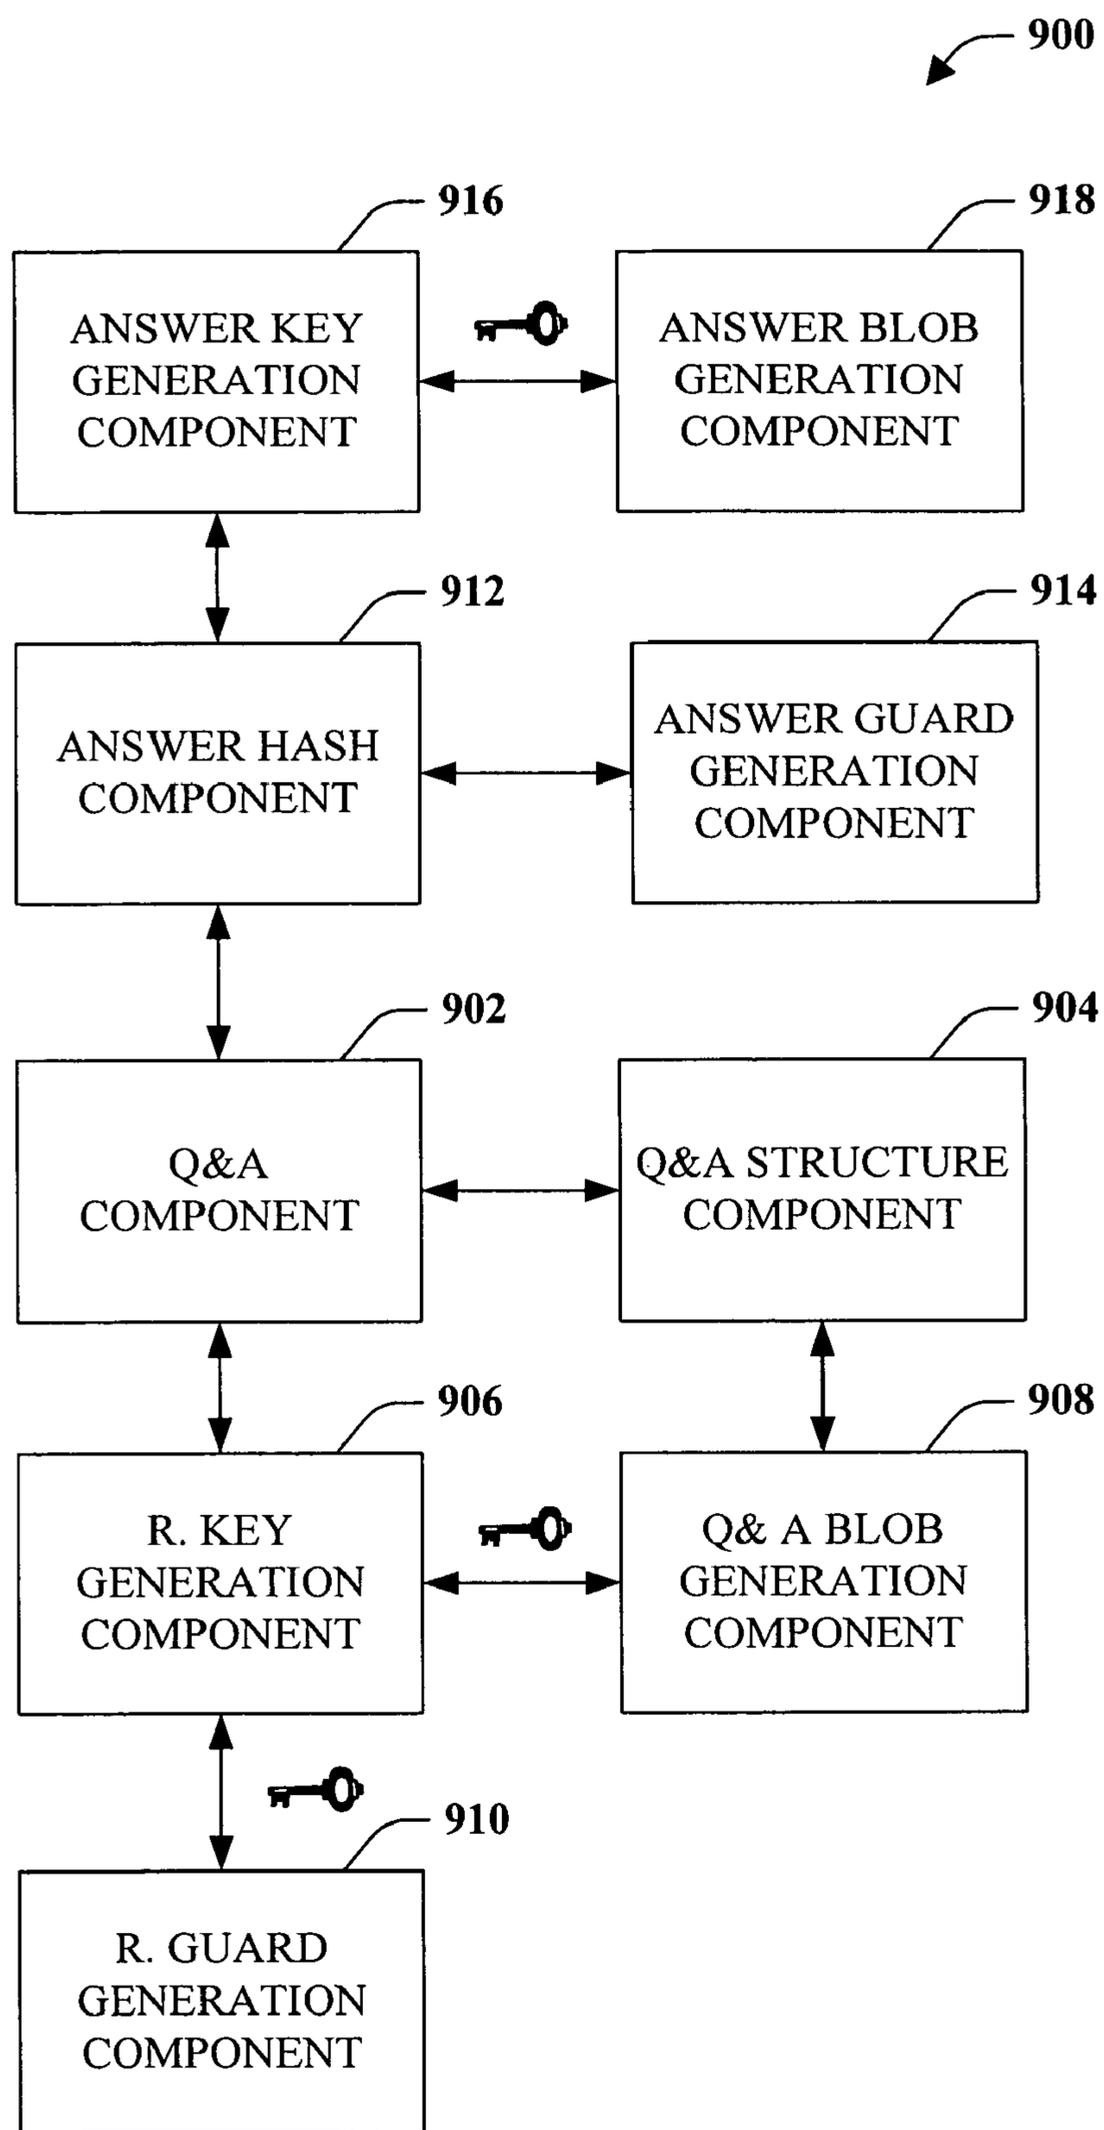 900
916
918
ANSWER KEY
GENERATION
COMPONENT
ANSWER BLOB
GENERATION
COMPONENT
912
914
ANSWER HASH
COMPONENT
ANSWER GUARD
GENERATION
COMPONENT
902
904
Q&A
COMPONENT
Q&A STRUCTURE
COMPONENT
906
908
R. KEY
GENERATION
COMPONENT
Q& A BLOB
GENERATION
COMPONENT
910
R. GUARD
GENERATION
COMPONENT